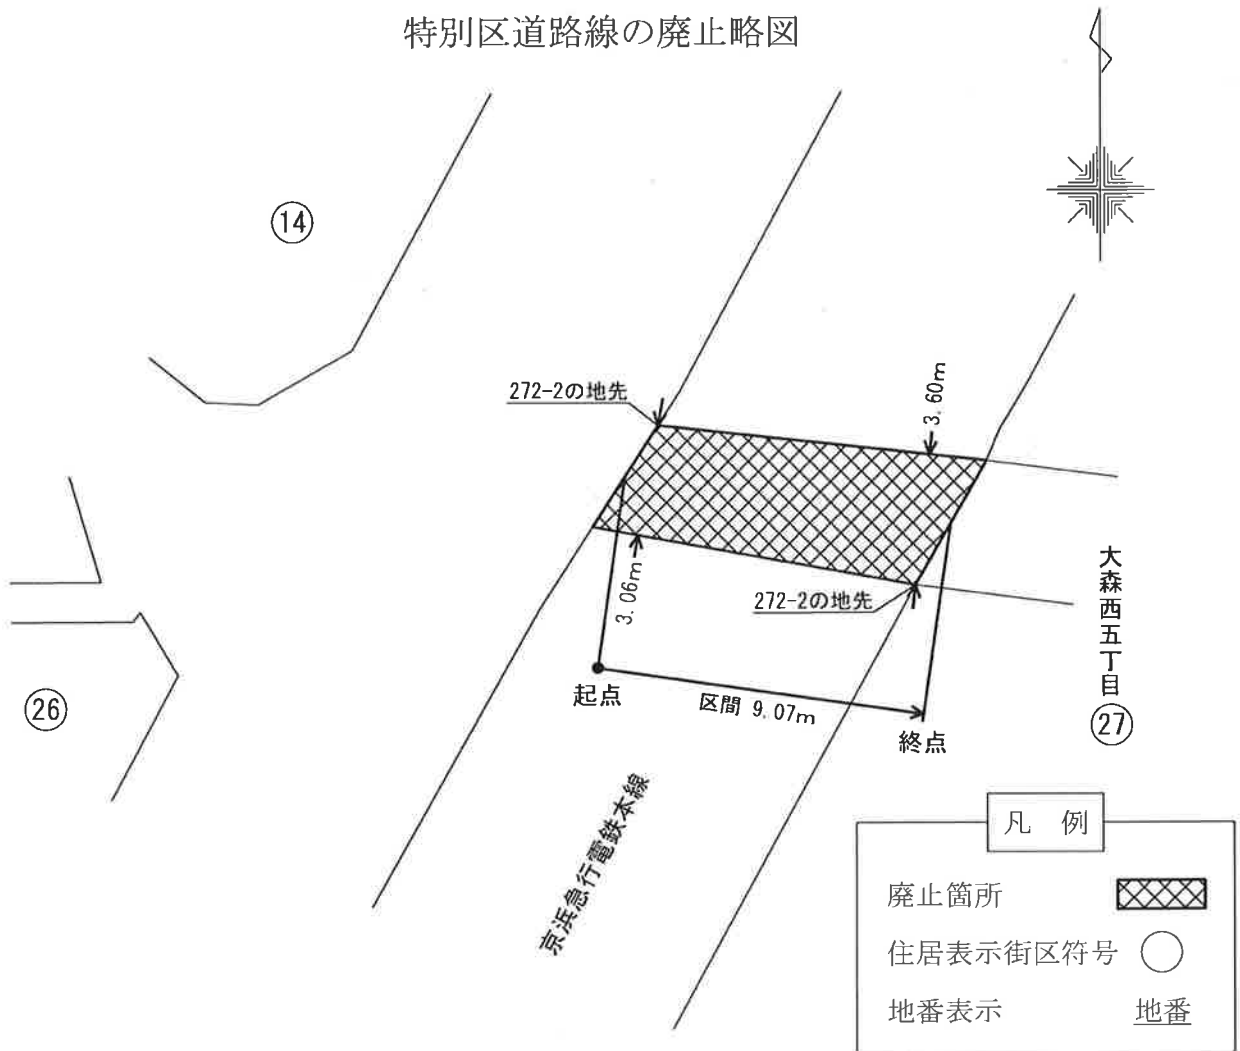 特別区道路線の廃止略図
14
272-2の地先
3.60m
3.06m
272-2の地先
大森西五丁目
27
26
起点
区間 9.07m
終点
京浜急行電鉄本線
凡 例
廃止箇所
住居表示街区符号
地番表示 地番